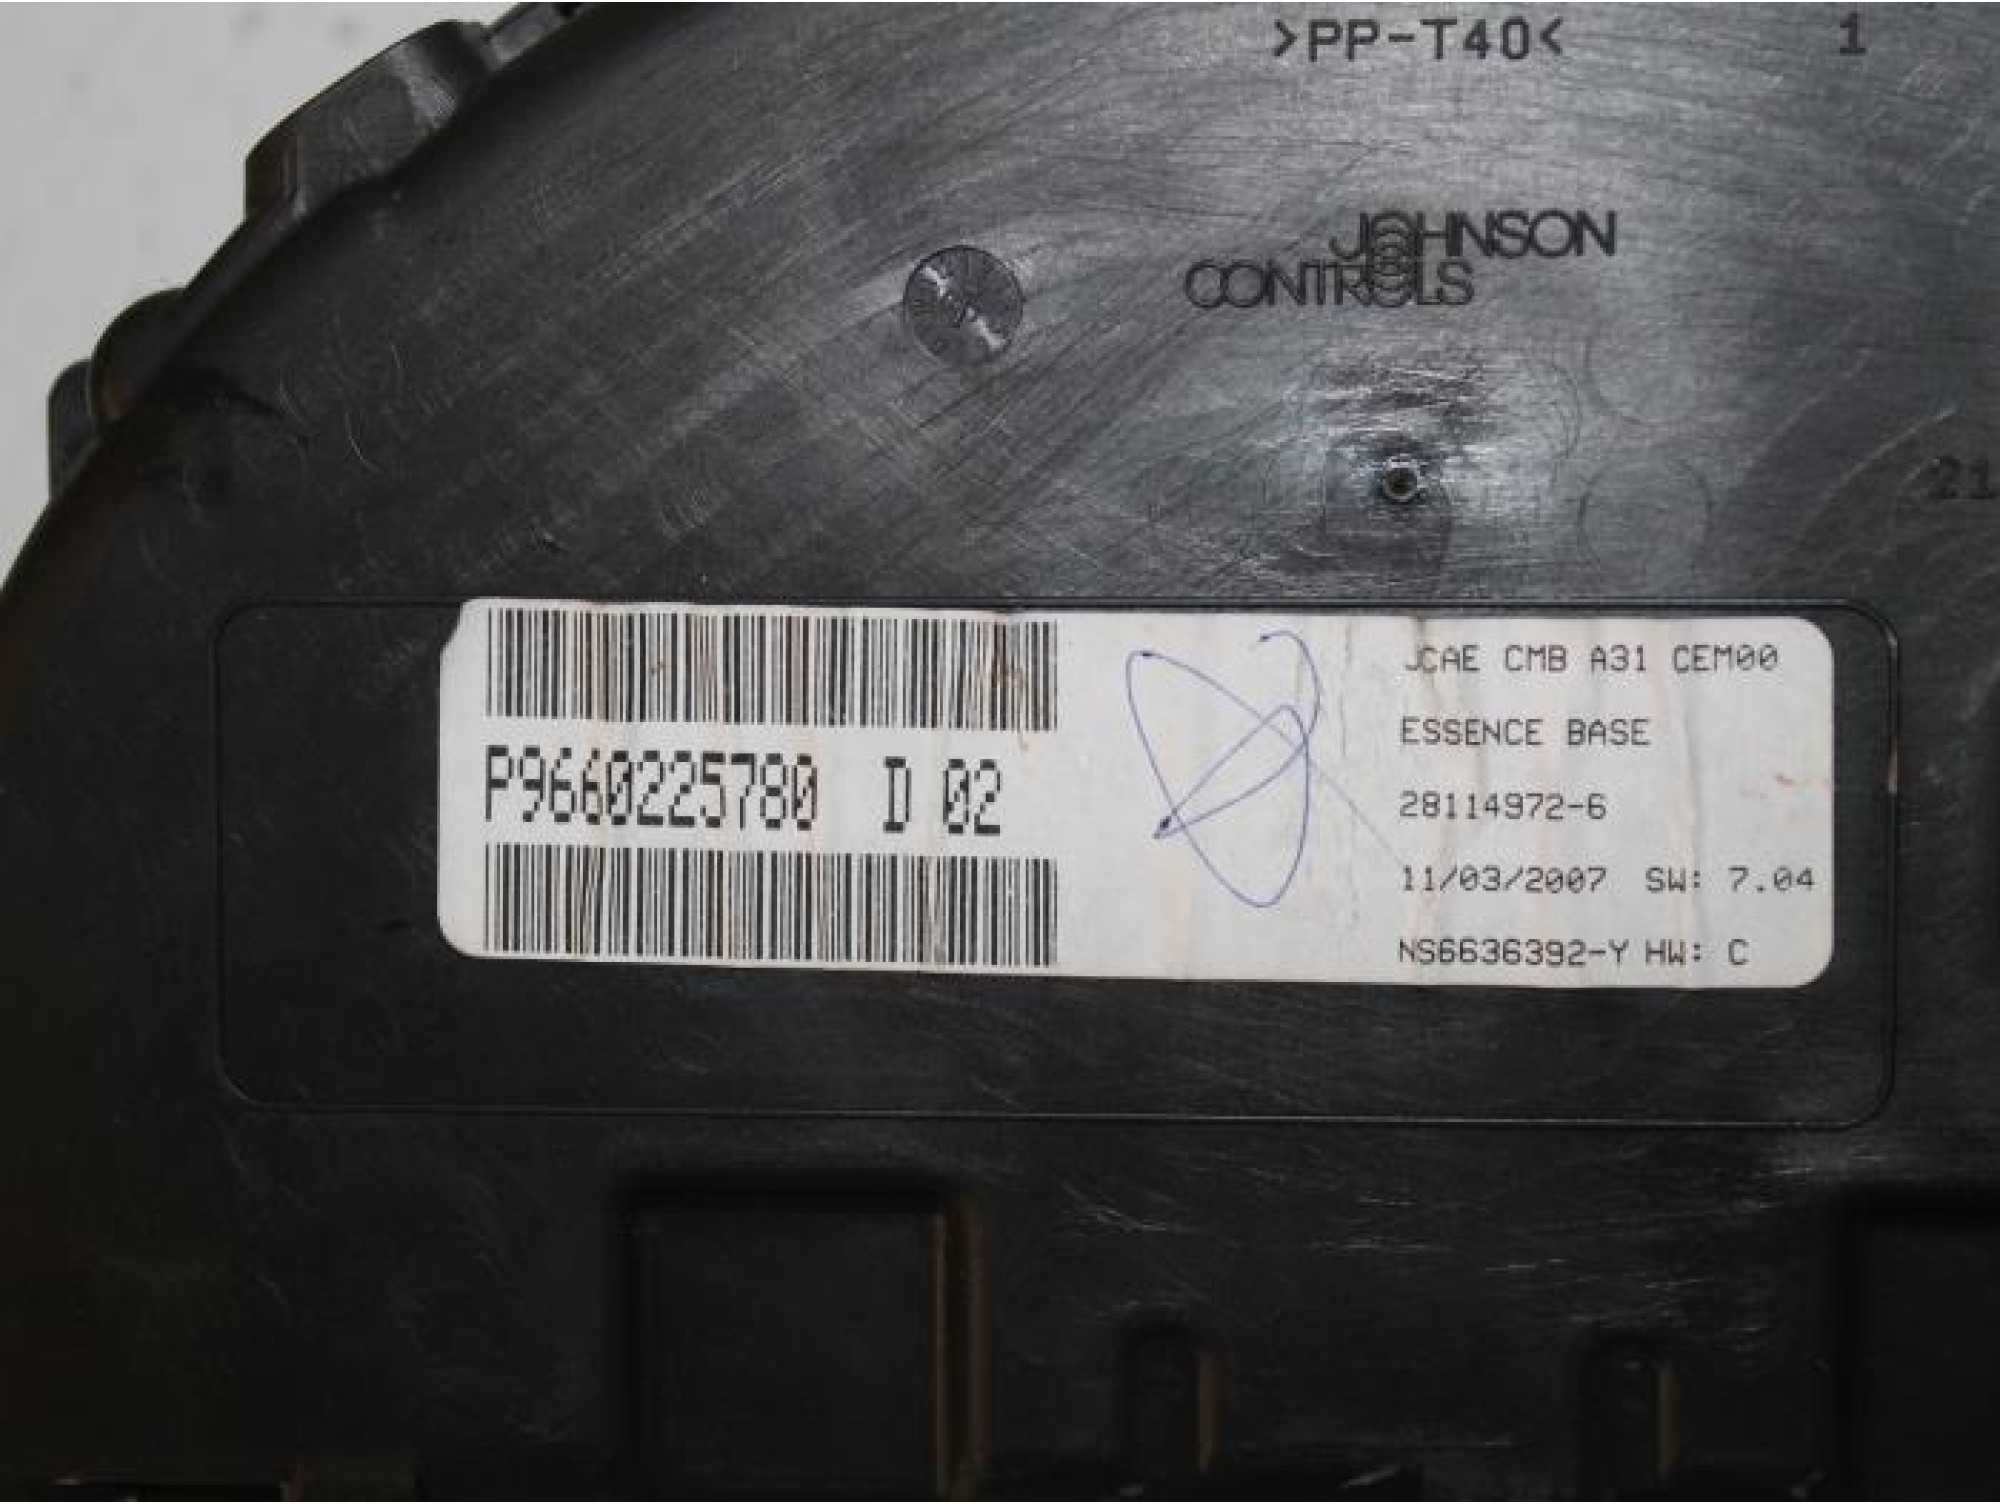 >PP-T40<
1
JOHNSON
CONTROLS
21
P9660225780 D 02
JCAE CMB A31 CEM00
ESSENCE BASE
28114972-6
11/03/2007 SW: 7.04
NS6636392-Y HW: C